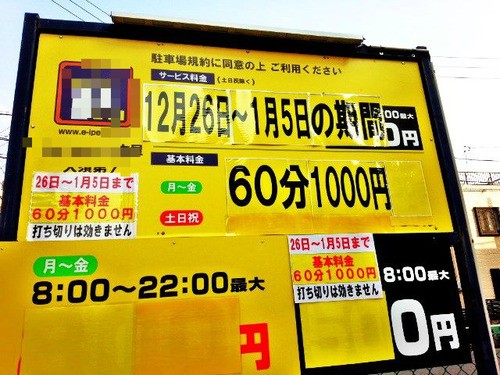 駐車場規約に同意の上 ご利用ください
サービス料金 (土日祝除く)
12月26日～1月5日の期間
:00 最大
0円
www.e-ipe
基本料金
月～金
土日祝
60分1000円
26日～1月5日まで
基本料金
60分1000円
打ち切りは効きません
月～金
8:00～22:00 最大
円
26日～1月5日まで
基本料金
60分1000円
打ち切りは効きません
8:00 最大
0円